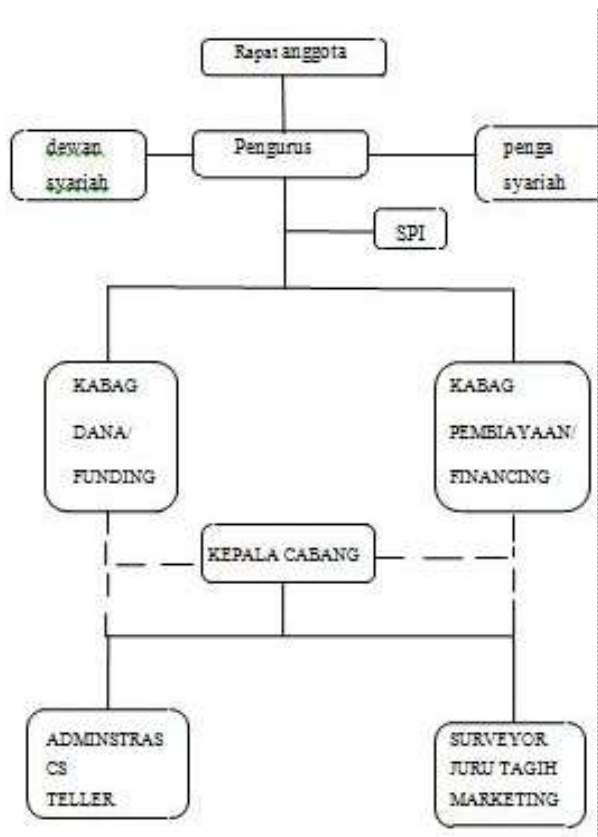 Rapat anggota
dewan
syariah
Pengurus
penga
syariah
SPI
KABAG
DANA/
FUNDING
KABAG
PEMBIAYAAN/
FINANCING
KEPALA CABANG
ADMINSTRAS
CS
TELLER
SURVEYOR
JURU TAGIH
MARKETING